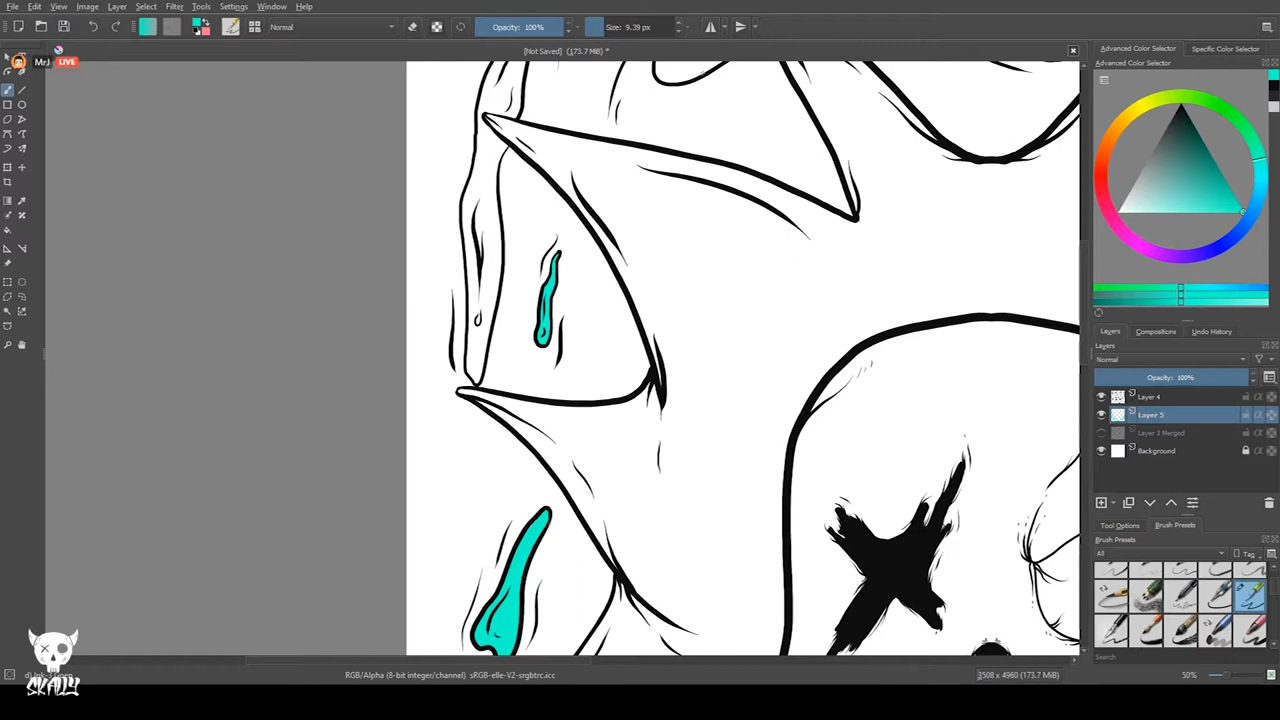 File Edit View Image Layer Select Filter Tools Settings Window Help
Normal
Opacity: 100%
Size: 9.39 px
[Not Saved] (173.7 MiB) *
MrJ LIVE
Advanced Color Selector
Specific Color Selector
Advanced Color Selector
Layers
Compositions
Undo History
Layers
Normal
Opacity: 100%
Layer 4
Layer 5
Layer 3 Merged
Background
Tool Options
Brush Presets
Brush Presets
All
Tag
Search
RGB/Alpha (8-bit integer/channel) sRGB-elle-V2-srgbtrc.icc
3508 x 4960 (173.7 MiB)
50%
SKALLY